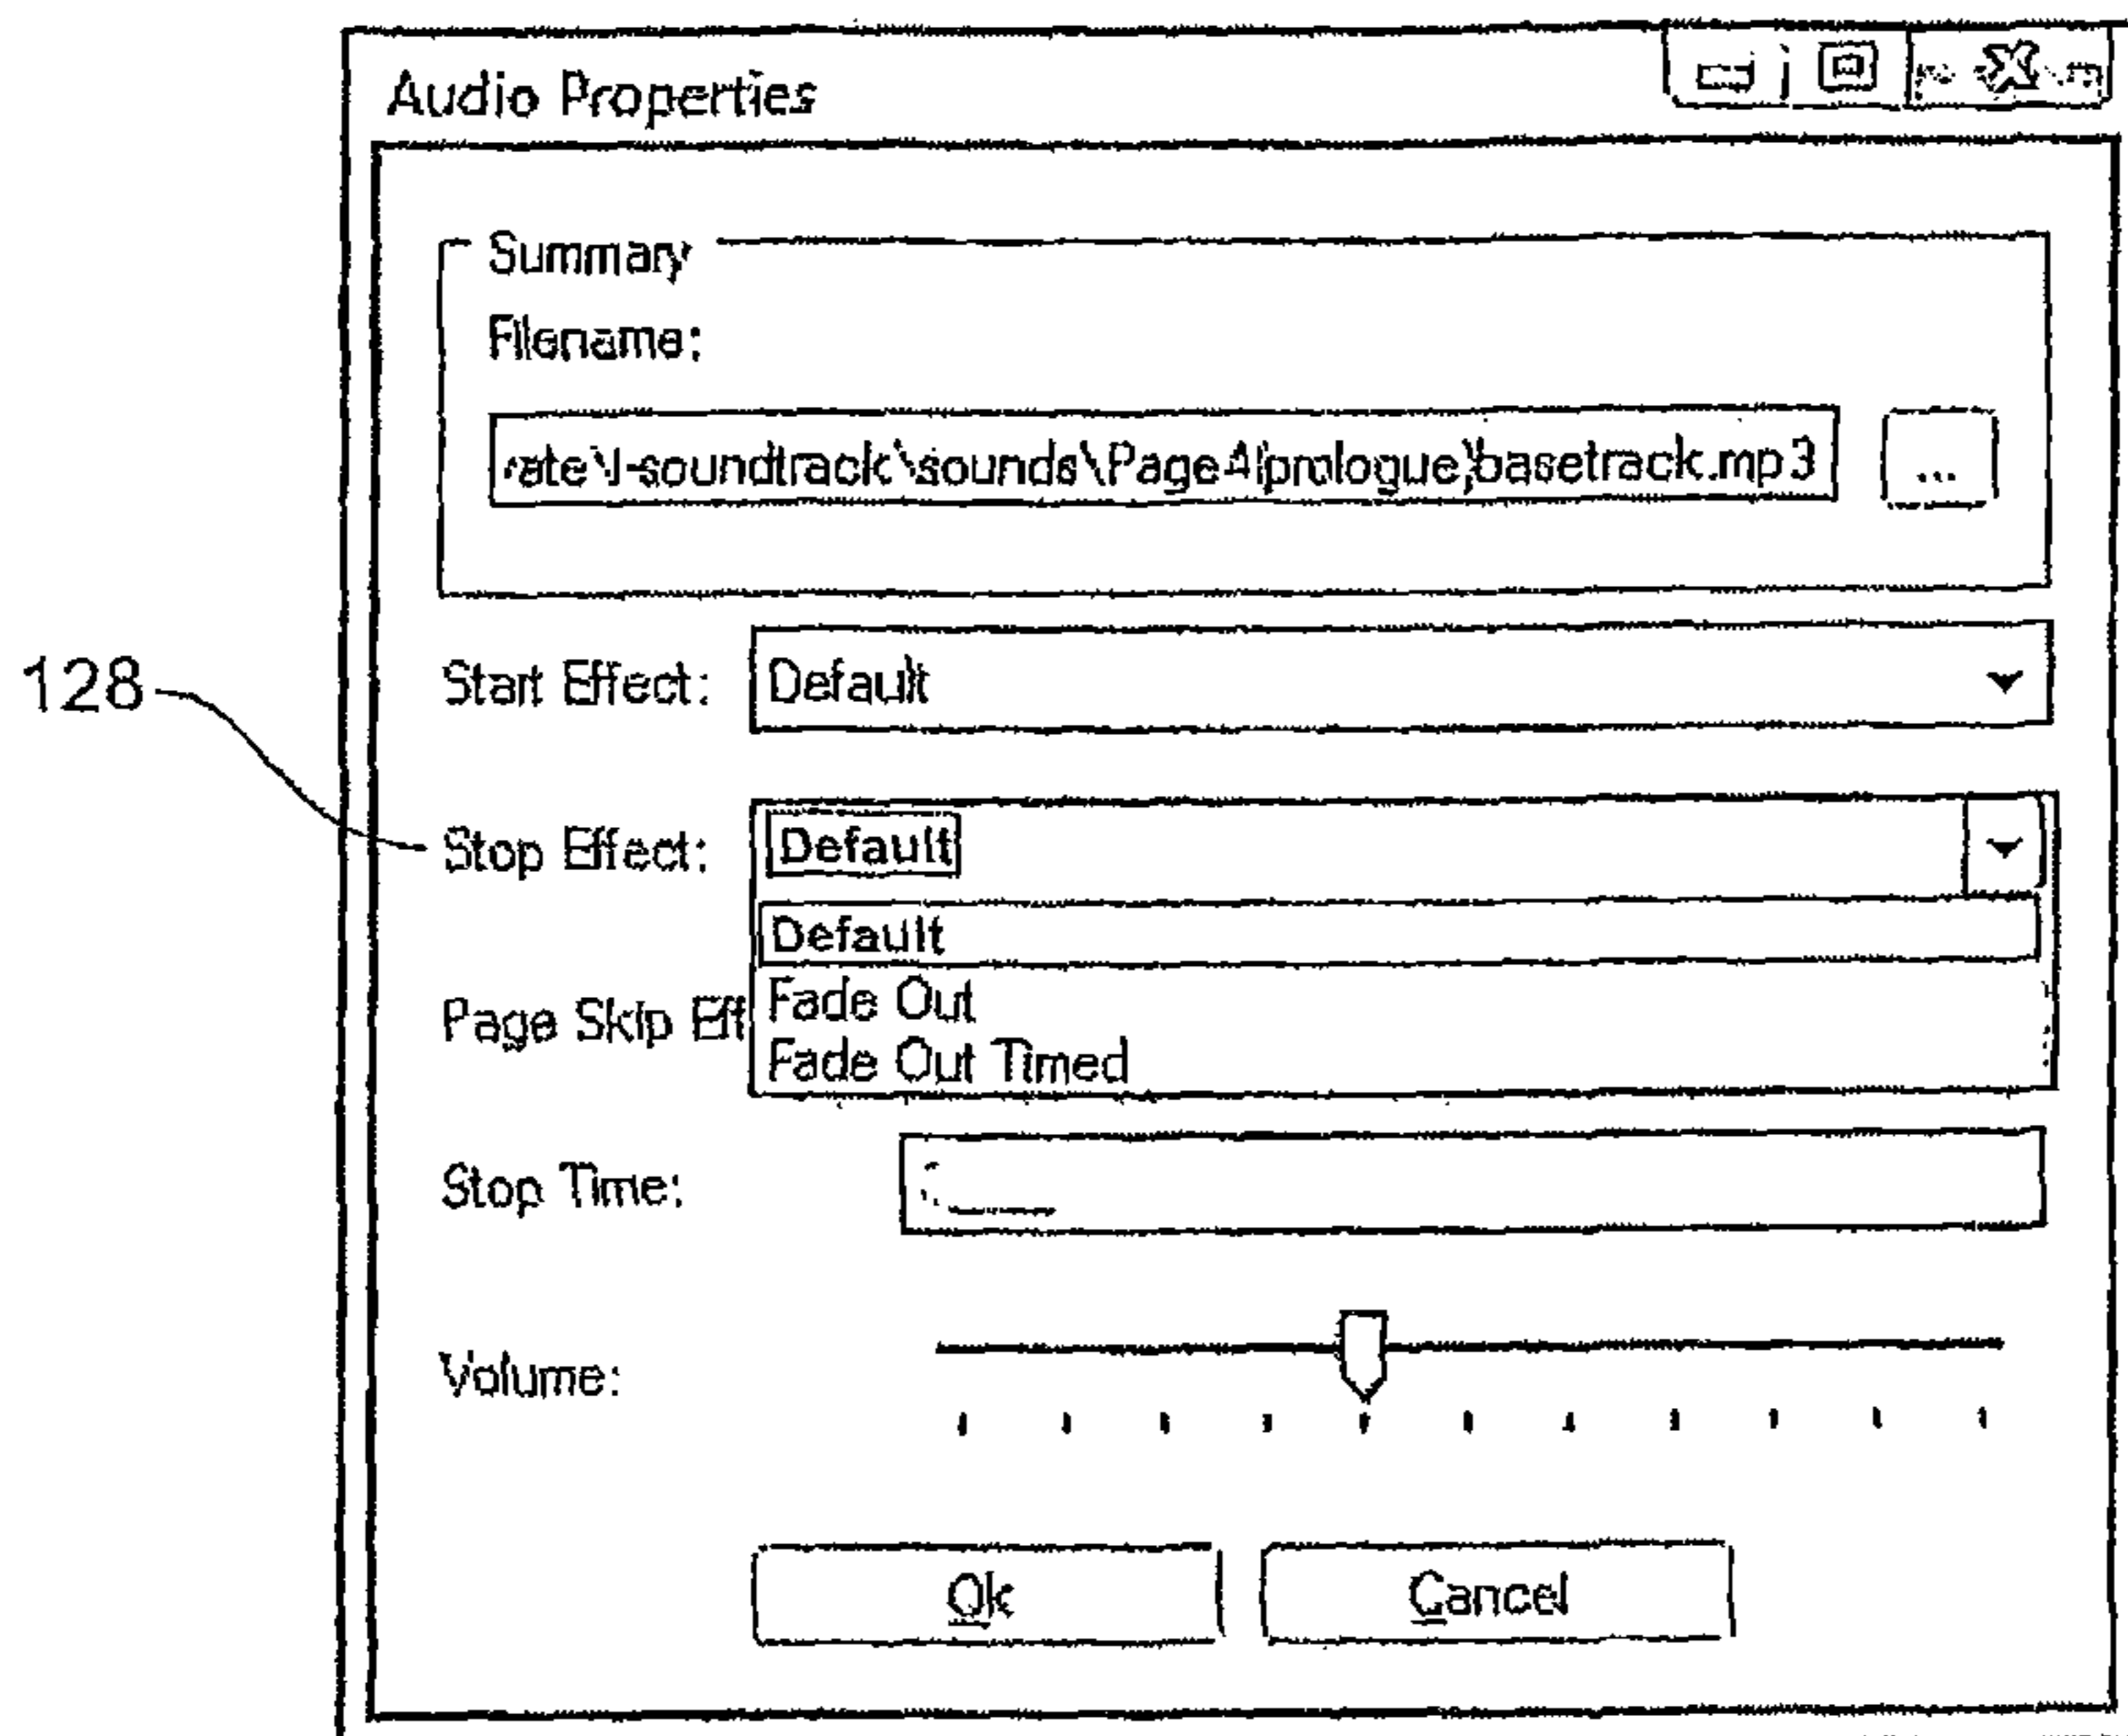 Audio Properties
Summary
Filename:
rate\I-soundtrack\sounds\Page4(prologue)basetrack.mp3 ...
Start Effect: Default
128
Stop Effect: Default
Default
Page Skip Eff Fade Out
Fade Out Timed
Stop Time:
Volume:
Ok Cancel